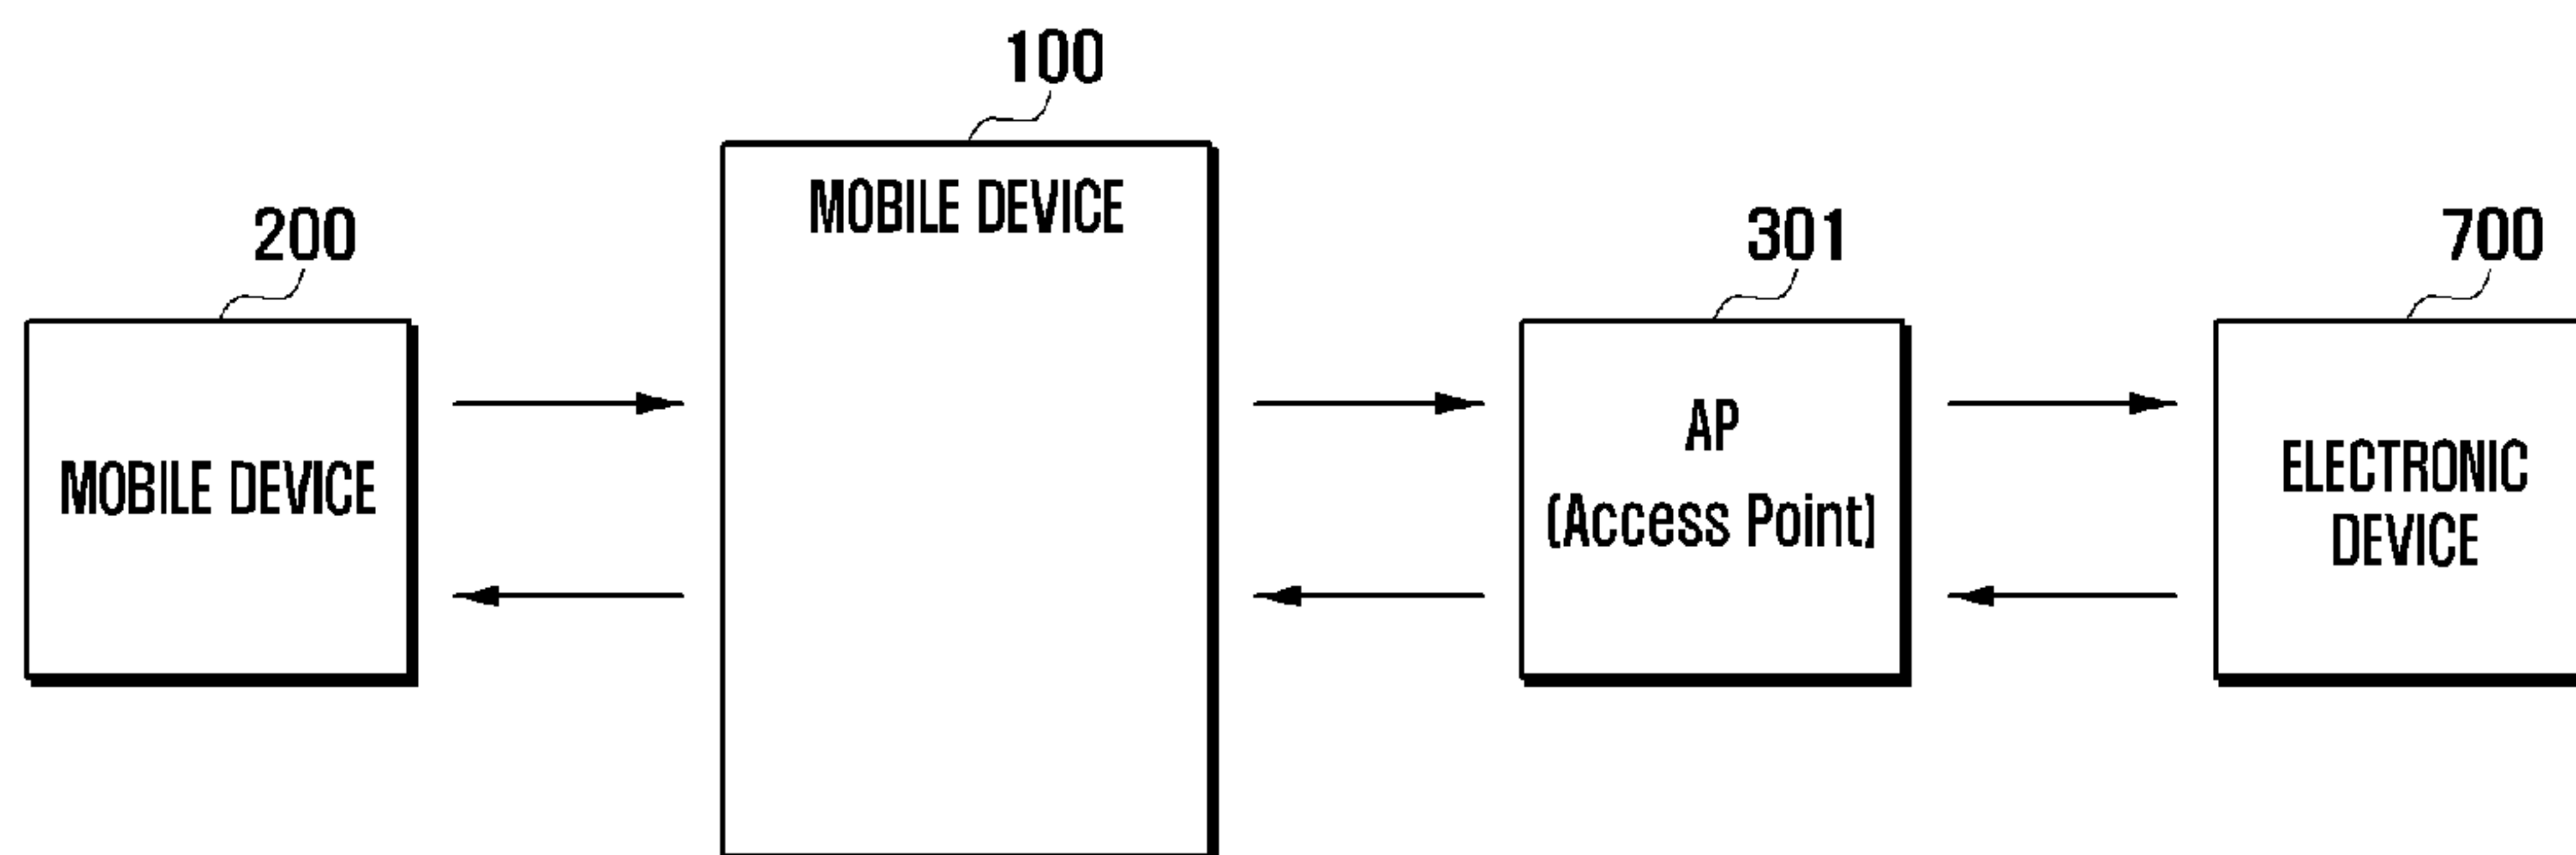 100
MOBILE DEVICE
200
MOBILE DEVICE
301
AP
(Access Point)
700
ELECTRONIC
DEVICE